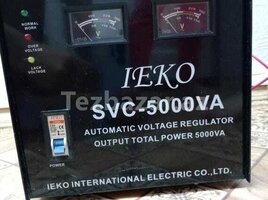 NORMAL
WORK
OVER
VOLTAGE
LACK
VOLTAGE
V
V
IEKO
Tezbazar
SVC-5000VA
AUTOMATIC VOLTAGE REGULATOR
OUTPUT TOTAL POWER 5000VA
POWER
IEKO INTERNATIONAL ELECTRIC CO.,LTD.